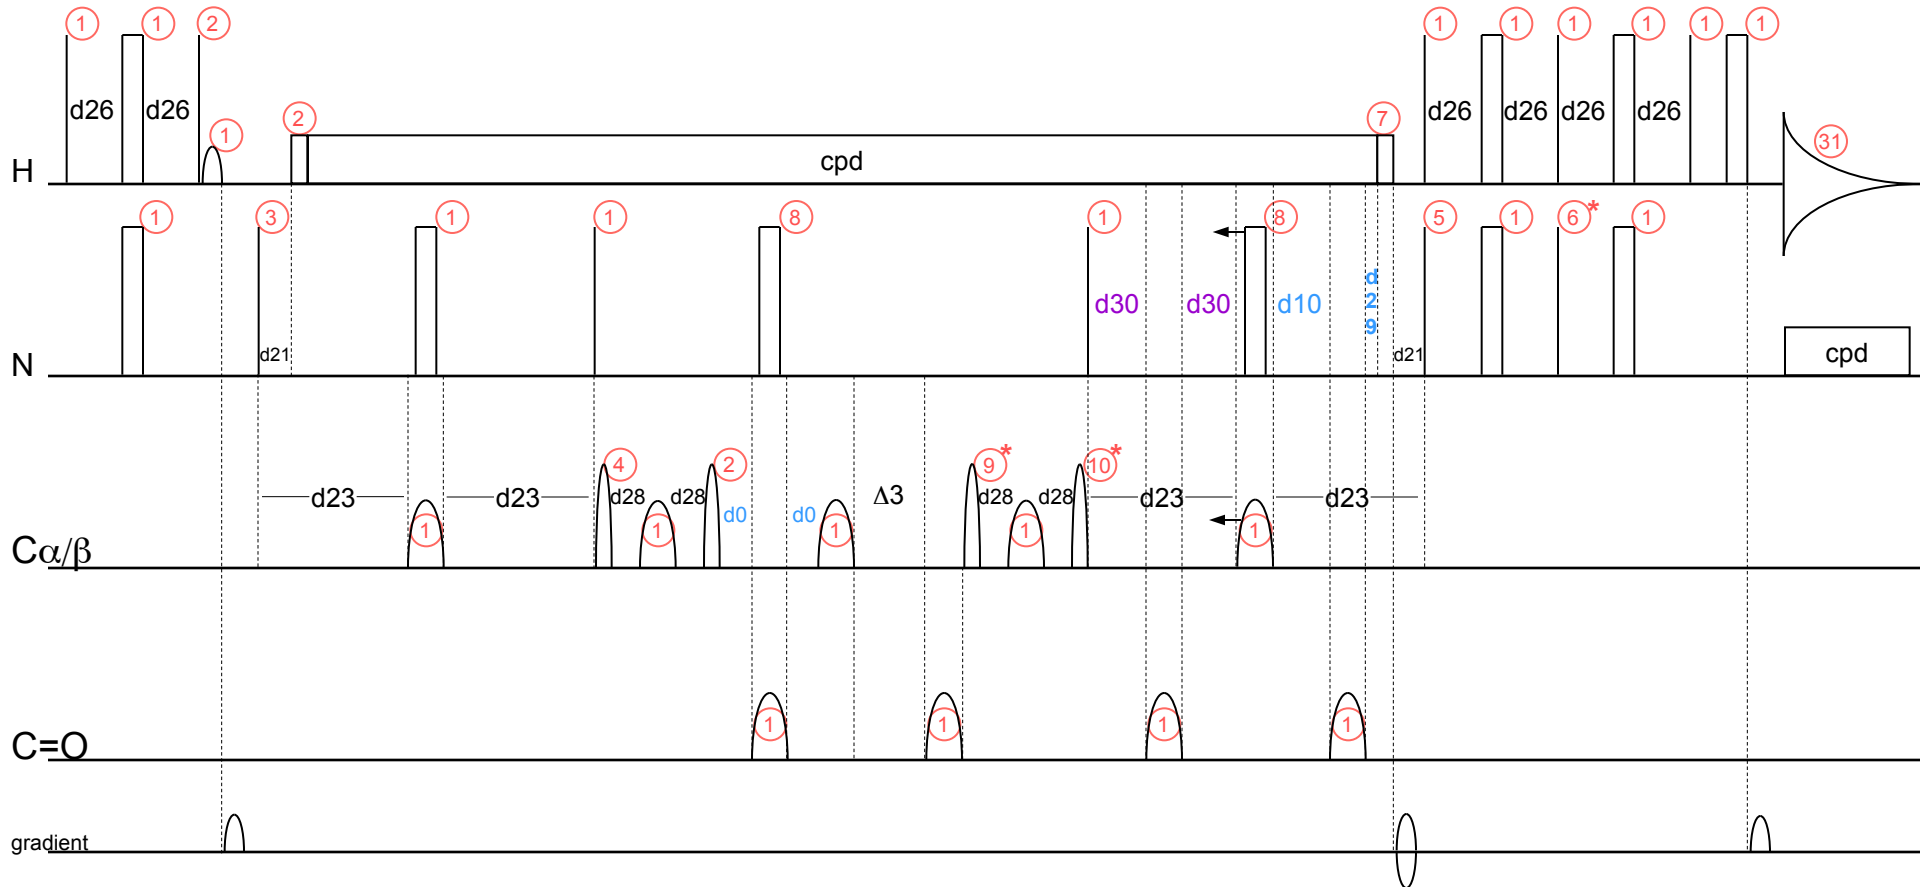 1 1 2 1 1 1 1 1 1
d26 d26 d26 d26 d26 d26
1 2 7 31
H cpd
1 3 1 1 8 1 8 5 1 6* 1
d30 d30 d10 d29
N d21 d21 cpd
4 2 9* 10*
d23 d23 d28 d28 d0 d0 Δ3 d28 d28 d23 d23
Cα/β 1 1 1 1 1
C=O 1 1 1 1
gradient